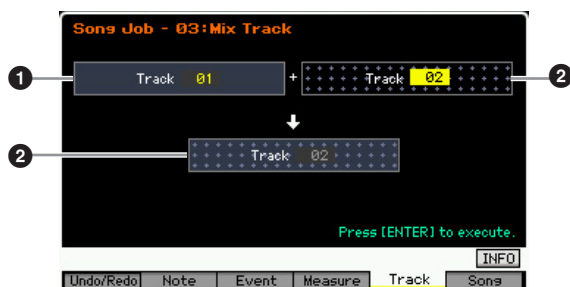 Song Job - 03:Mix Track
1 Track 01 + Track 02 2
2 Track 02
Press [ENTER] to execute.
INFO
Undo/Redo Note Event Measure Track Song